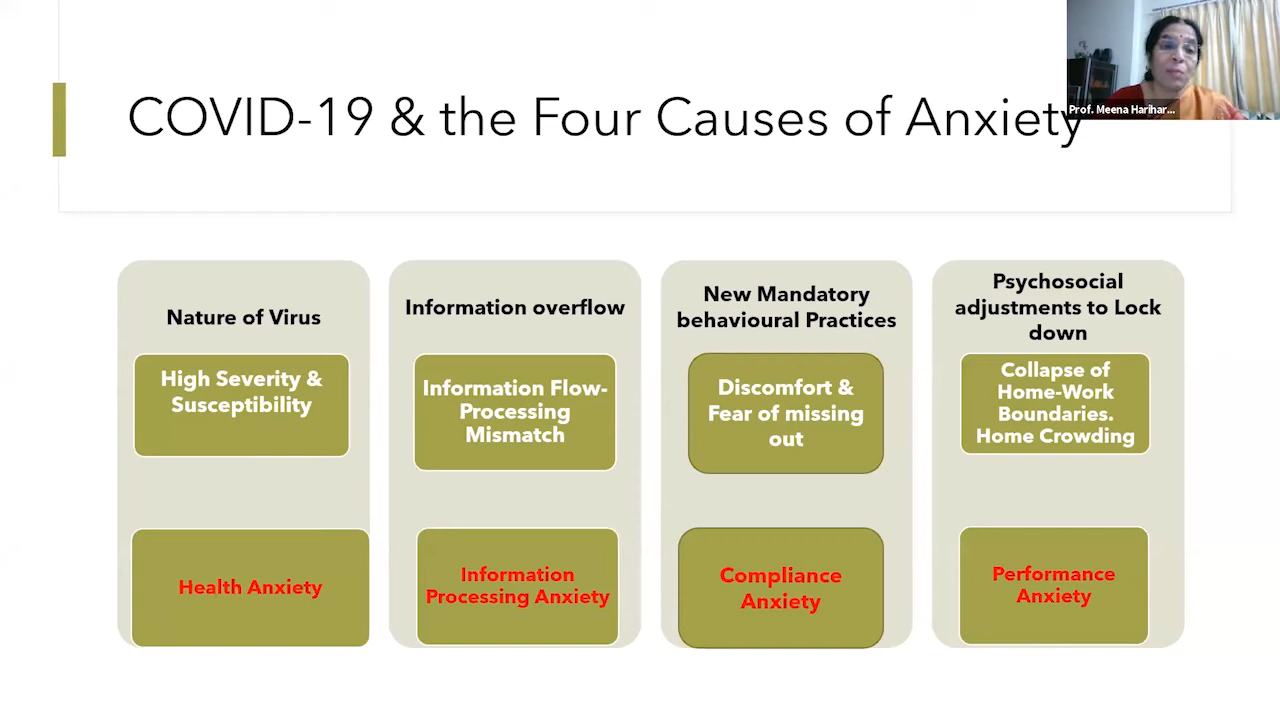 COVID-19 & the Four Causes of Anxiety
Prof. Meena Harihar...
Nature of Virus
High Severity &
Susceptibility
Health Anxiety
Information overflow
Information Flow-
Processing
Mismatch
Information
Processing Anxiety
New Mandatory
behavioural Practices
Discomfort &
Fear of missing
out
Compliance
Anxiety
Psychosocial
adjustments to Lock
down
Collapse of
Home-Work
Boundaries.
Home Crowding
Performance
Anxiety